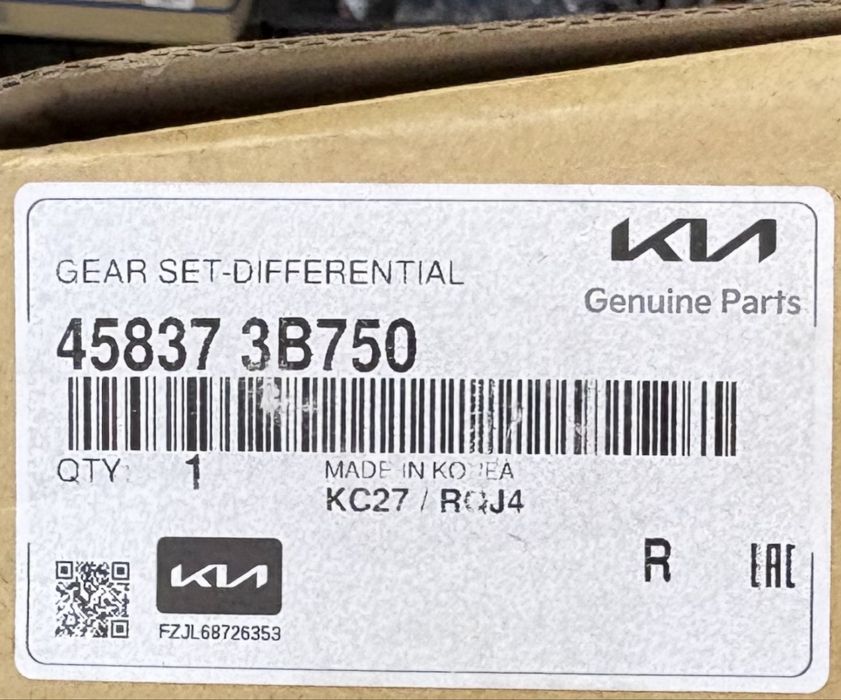 KIA
Genuine Parts
GEAR SET-DIFFERENTIAL
45837 3B750
QTY: 1
MADE IN KOREA
KC27 / RQJ4
R
EAC
KIA
FZJL68726353